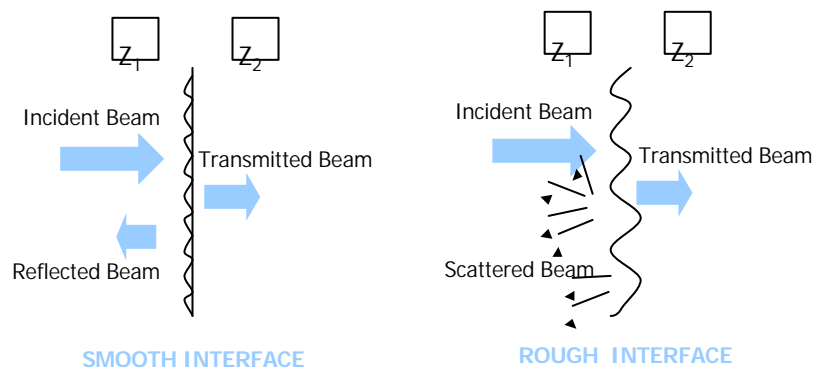 Z1
Z2
Incident Beam
Transmitted Beam
Reflected Beam
SMOOTH INTERFACE
Z1
Z2
Incident Beam
Transmitted Beam
Scattered Beam
ROUGH INTERFACE